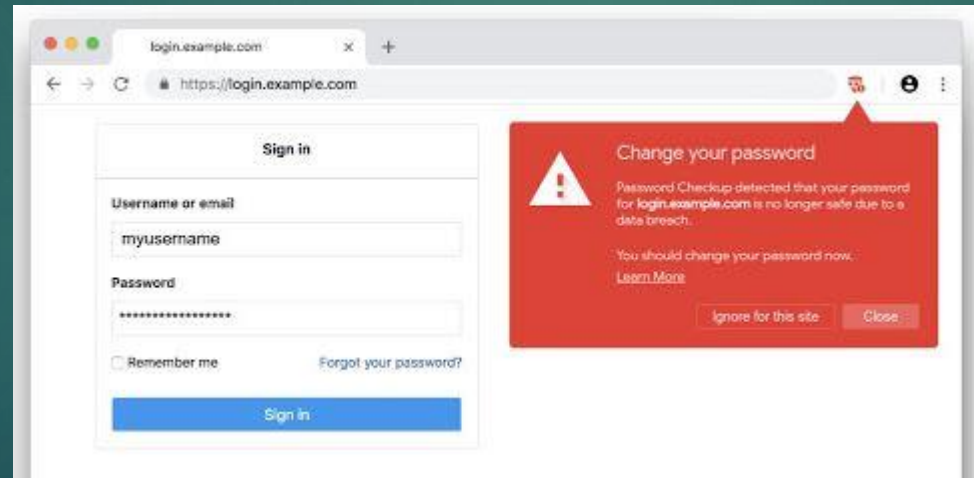 login.example.com
https://login.example.com
Sign in
Username or email
myusername
Password
*****************
Remember me
Forgot your password?
Sign in
Change your password
Password Checkup detected that your password
for login.example.com is no longer safe due to a
data breach.
You should change your password now.
Learn More
Ignore for this site
Close